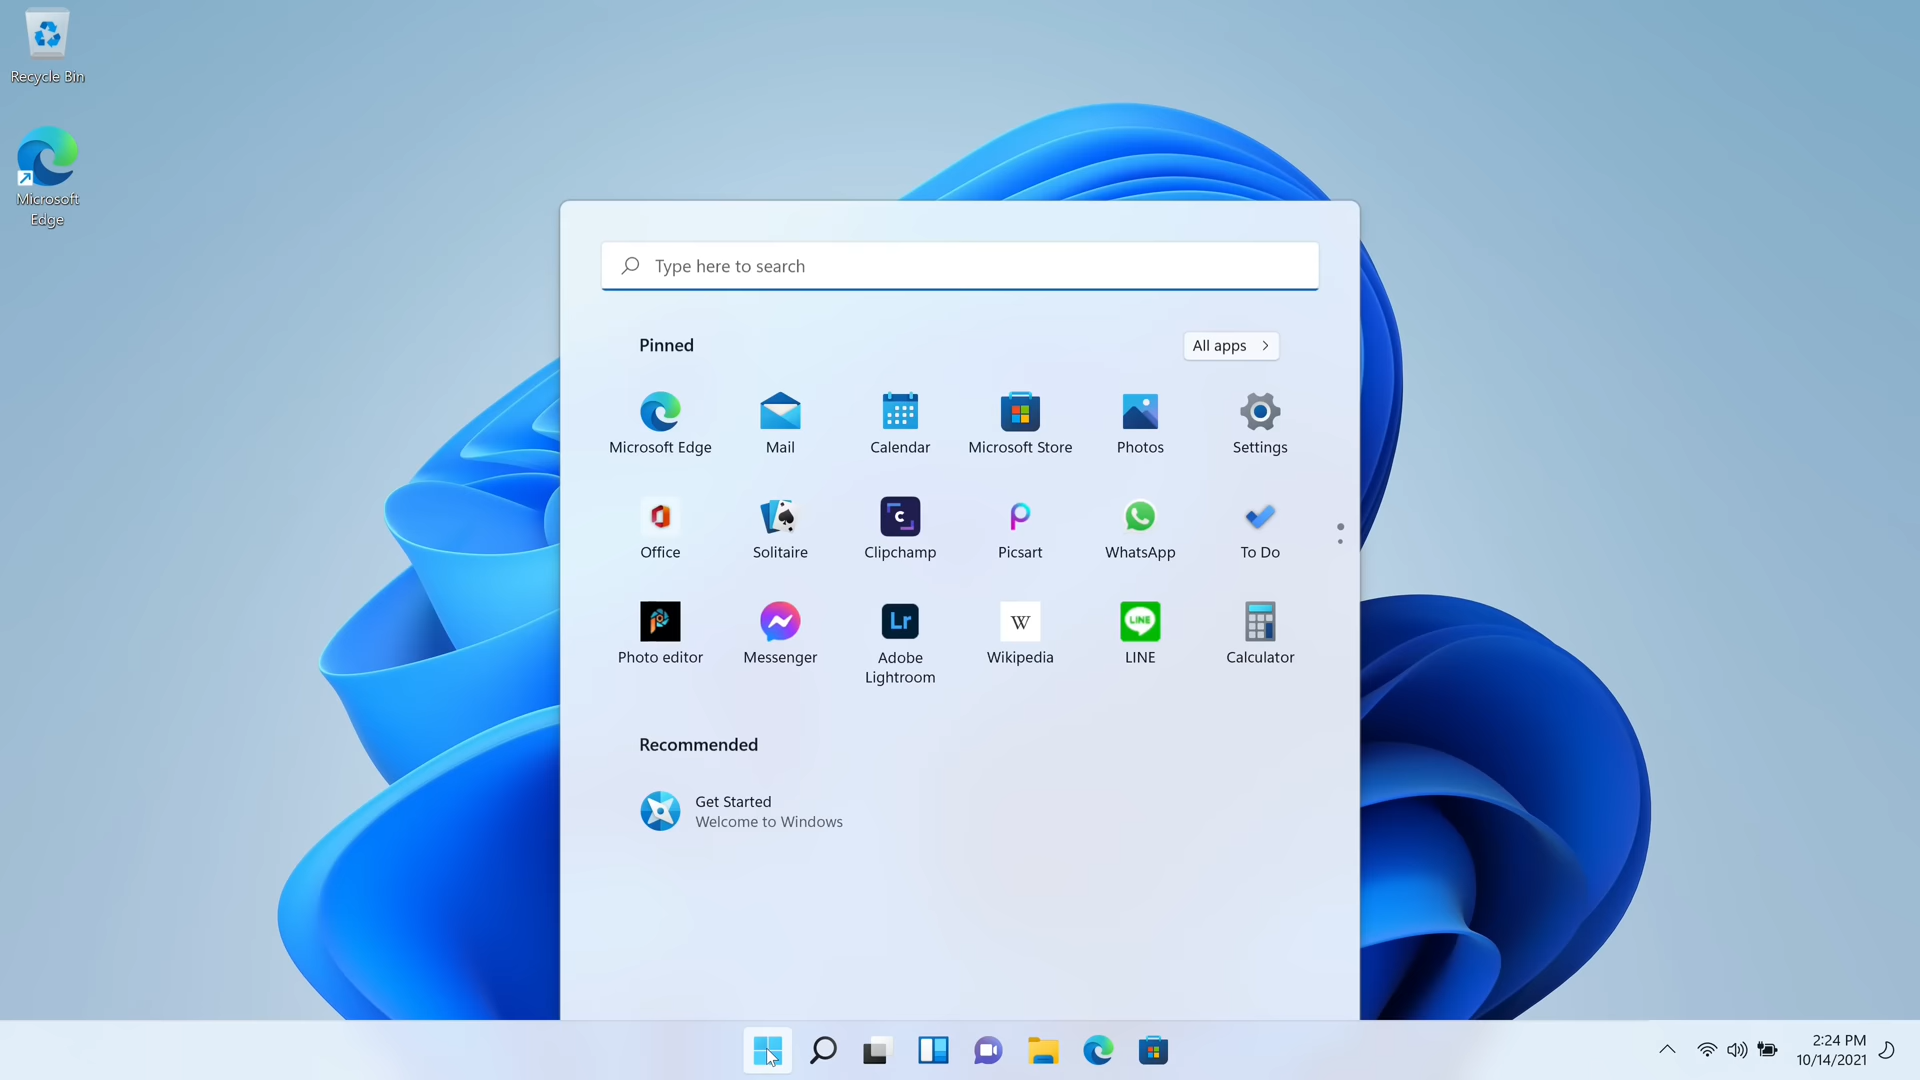 Recycle Bin
Microsoft
Edge
Type here to search
Pinned
All apps
Microsoft Edge
Mail
Calendar
Microsoft Store
Photos
Settings
Office
Solitaire
C
Clipchamp
Picsart
WhatsApp
To Do
Photo editor
Messenger
Lr
Adobe
Lightroom
W
Wikipedia
LINE
LINE
Calculator
Recommended
Get Started
Welcome to Windows
2:24 PM
10/14/2021